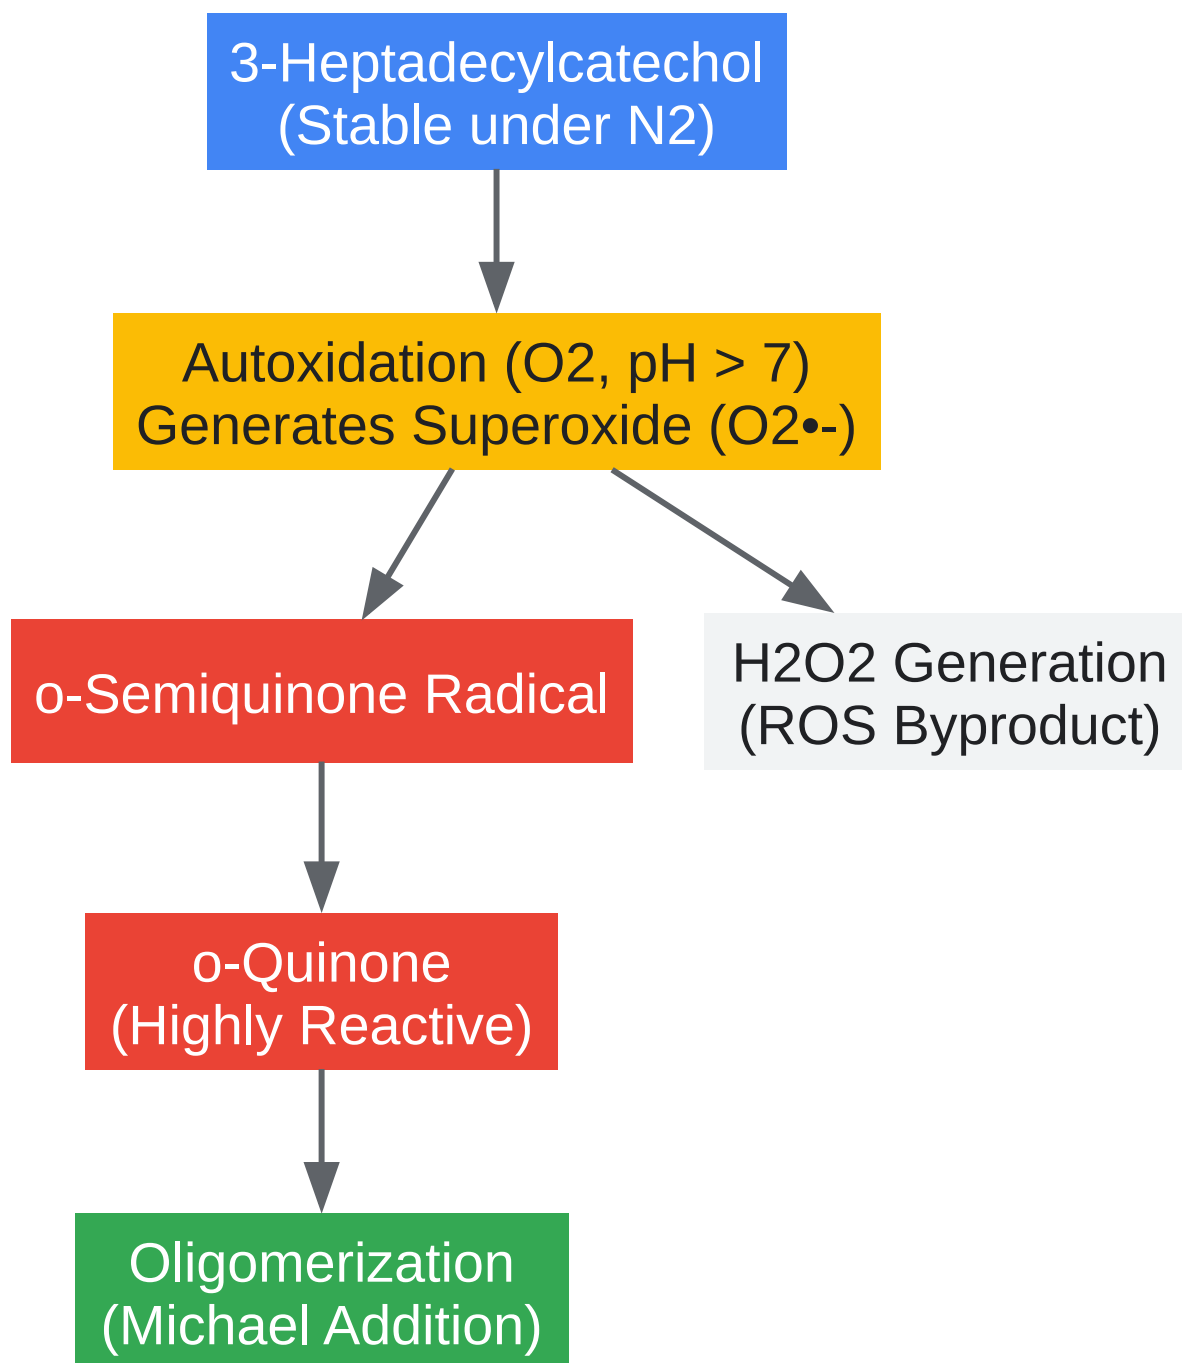 3-Heptadecylcatechol
(Stable under N2)
Autoxidation (O2, pH > 7)
Generates Superoxide (O2•-)
o-Semiquinone Radical
H2O2 Generation
(ROS Byproduct)
o-Quinone
(Highly Reactive)
Oligomerization
(Michael Addition)